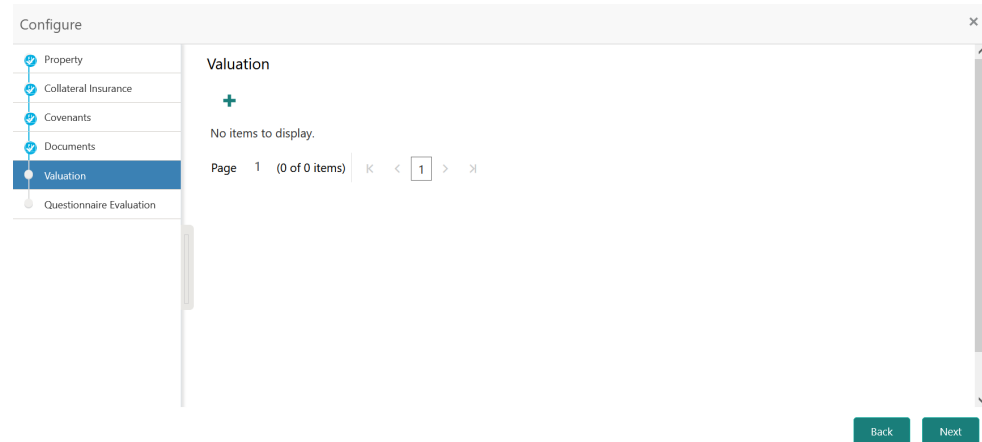 Configure
Property
Collateral Insurance
Covenants
Documents
Valuation
Questionnaire Evaluation
Valuation
No items to display.
Page 1 (0 of 0 items) 1
Back Next